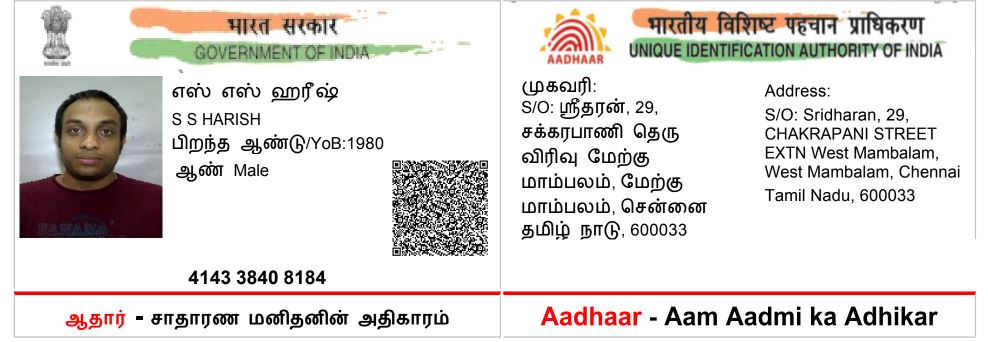 भारत सरकार
GOVERNMENT OF INDIA
எஸ் எஸ் ஹரீஷ்
S S HARISH
பிறந்த ஆண்டு/YoB:1980
ஆண் Male
4143 3840 8184
ஆதார் - சாதாரண மனிதனின் அதிகாரம்
AADHAAR
भारतीय विशिष्ट पहचान प्राधिकरण
UNIQUE IDENTIFICATION AUTHORITY OF INDIA
முகவரி:
S/O: ஸ்ரீதரன், 29,
சக்கரபாணி தெரு
விரிவு மேற்கு
மாம்பலம், மேற்கு
மாம்பலம், சென்னை
தமிழ் நாடு, 600033
Address:
S/O: Sridharan, 29,
CHAKRAPANI STREET
EXTN West Mambalam,
West Mambalam, Chennai
Tamil Nadu, 600033
Aadhaar - Aam Aadmi ka Adhikar